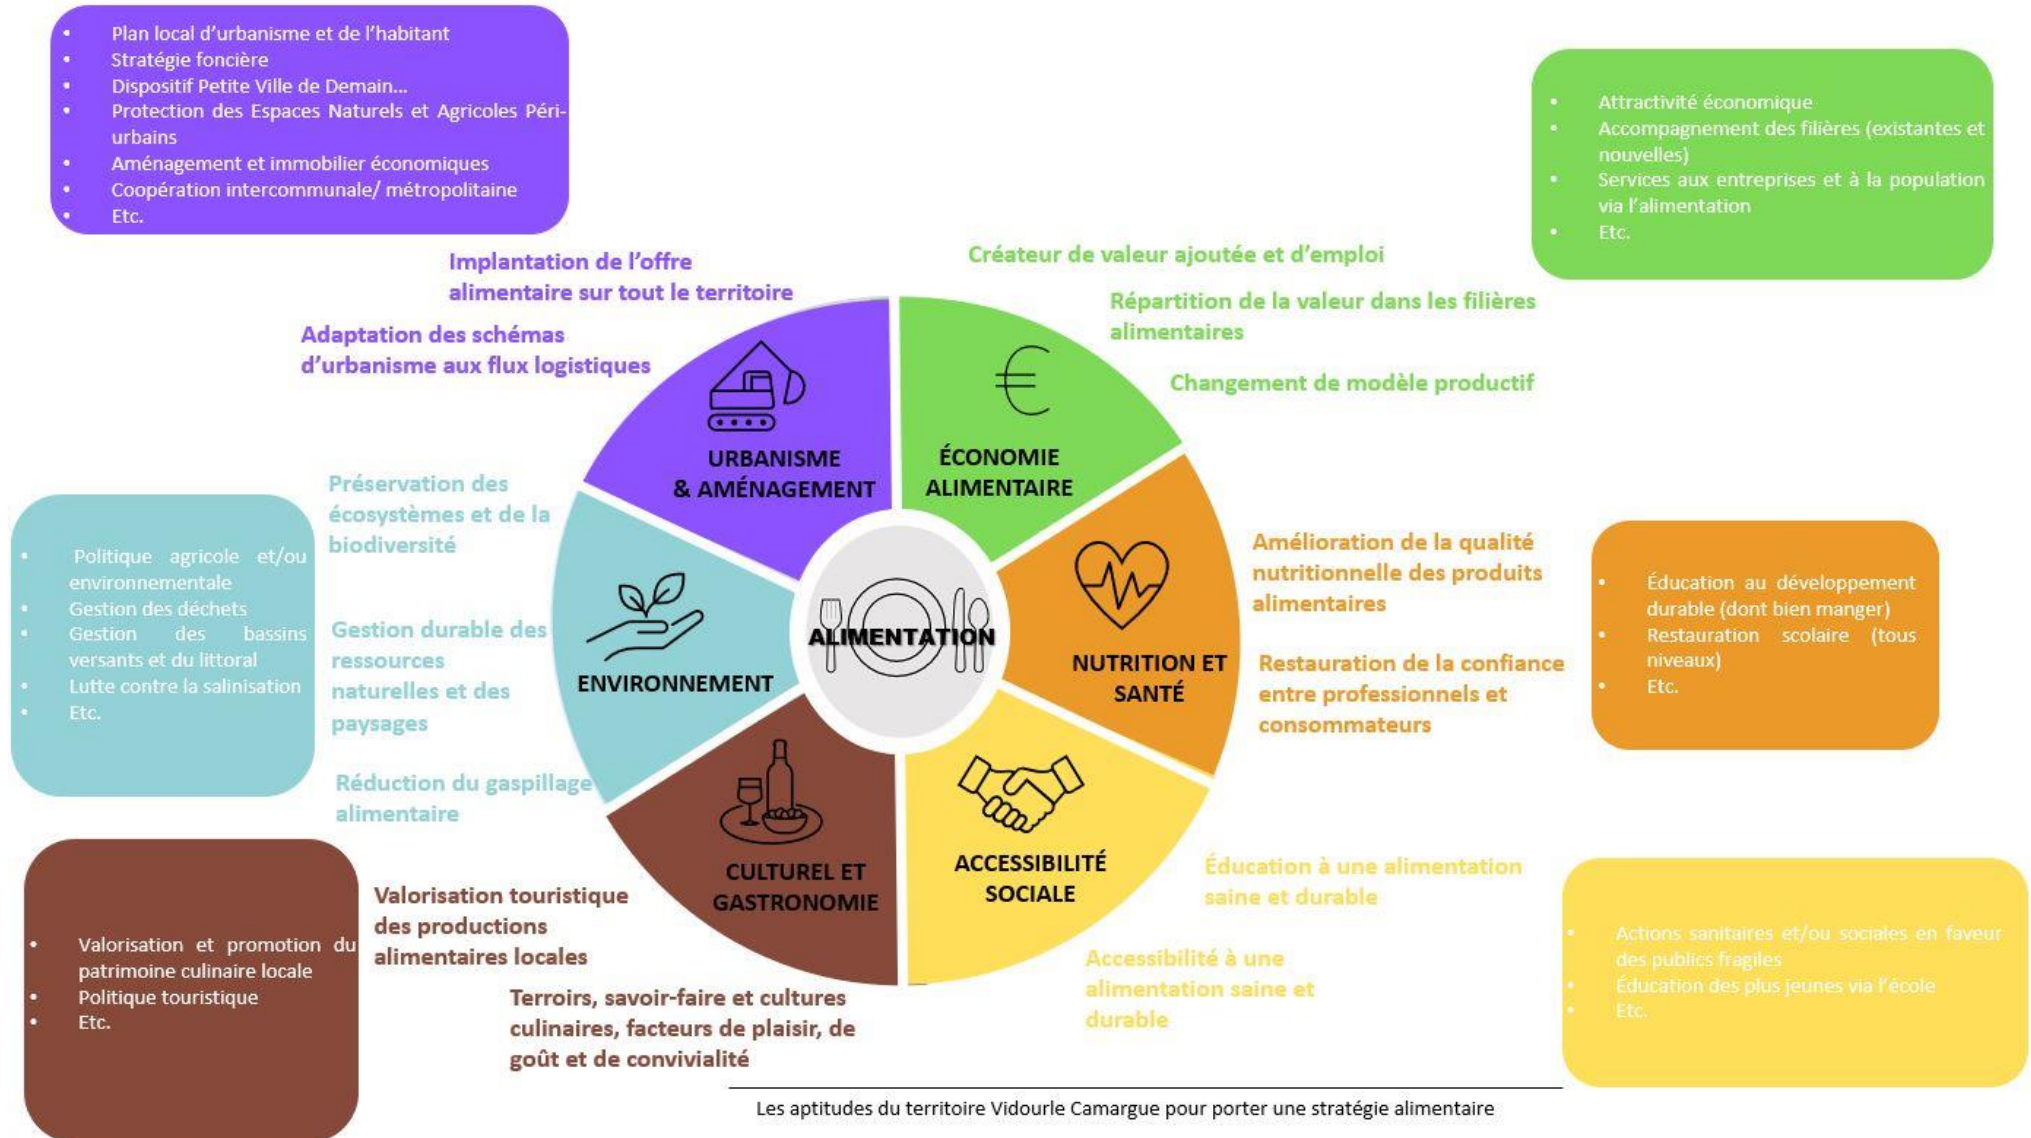 • Plan local d’urbanisme et de l’habitant
• Stratégie foncière
• Dispositif Petite Ville de Demain…
• Protection des Espaces Naturels et Agricoles Péri-
urbains
• Aménagement et immobilier économiques
• Coopération intercommunale/ métropolitaine
• Etc.
• Attractivité économique
• Accompagnement des filières (existantes et
nouvelles)
• Services aux entreprises et à la population
via l’alimentation
• Etc.
Implantation de l’offre
alimentaire sur tout le territoire
Adaptation des schémas
d’urbanisme aux flux logistiques
Créateur de valeur ajoutée et d’emploi
Répartition de la valeur dans les filières
alimentaires
Changement de modèle productif
URBANISME
& AMÉNAGEMENT
ÉCONOMIE
ALIMENTAIRE
• Politique agricole et/ou
environnementale
• Gestion des déchets
• Gestion des bassins
versants et du littoral
• Lutte contre la salinisation
• Etc.
Préservation des
écosystèmes et de la
biodiversité
Gestion durable des
ressources
naturelles et des
paysages
Réduction du gaspillage
alimentaire
ENVIRONNEMENT
ALIMENTATION
NUTRITION ET
SANTÉ
Amélioration de la qualité
nutritionnelle des produits
alimentaires
Restauration de la confiance
entre professionnels et
consommateurs
• Éducation au développement
durable (dont bien manger)
• Restauration scolaire (tous
niveaux)
• Etc.
CULTUREL ET
GASTRONOMIE
ACCESSIBILITÉ
SOCIALE
• Valorisation et promotion du
patrimoine culinaire locale
• Politique touristique
• Etc.
Valorisation touristique
des productions
alimentaires locales
Terroirs, savoir-faire et cultures
culinaires, facteurs de plaisir, de
goût et de convivialité
Éducation à une alimentation
saine et durable
Accessibilité à une
alimentation saine et
durable
• Actions sanitaires et/ou sociales en faveur
des publics fragiles
• Éducation des plus jeunes via l’école
• Etc.
Les aptitudes du territoire Vidourle Camargue pour porter une stratégie alimentaire